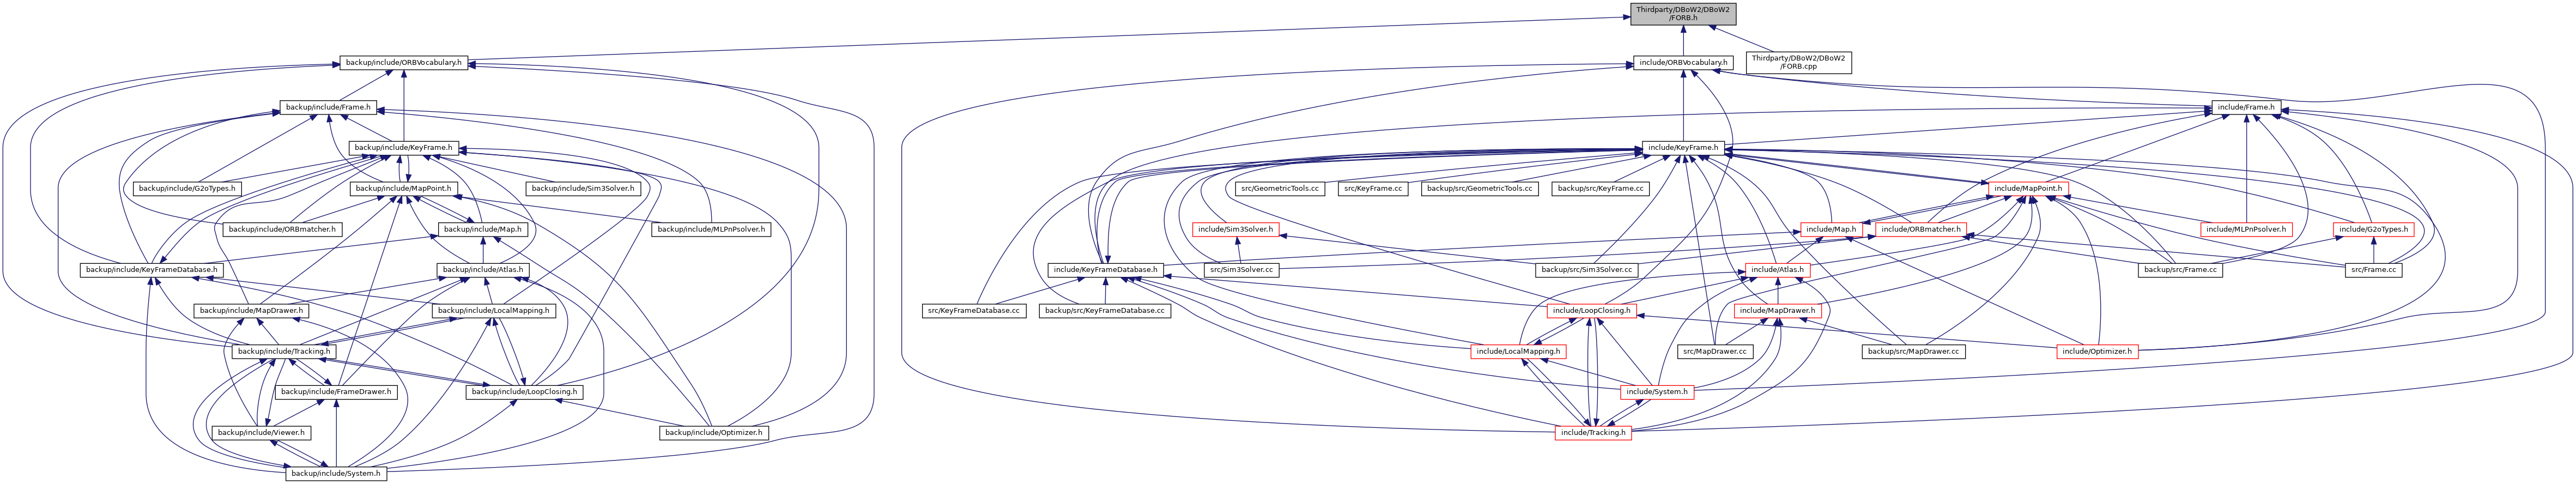 Thirdparty/DBoW2/DBoW2
/FORB.h
backup/include/ORBVocabulary.h
include/ORBVocabulary.h
Thirdparty/DBoW2/DBoW2
/FORB.cpp
backup/include/Frame.h
include/Frame.h
backup/include/KeyFrame.h
include/KeyFrame.h
backup/include/G2oTypes.h
backup/include/MapPoint.h
backup/include/Sim3Solver.h
src/GeometricTools.cc
src/KeyFrame.cc
backup/src/GeometricTools.cc
backup/src/KeyFrame.cc
include/MapPoint.h
backup/include/ORBmatcher.h
backup/include/Map.h
backup/include/MLPnPsolver.h
include/Sim3Solver.h
include/Map.h
include/ORBmatcher.h
include/MLPnPsolver.h
include/G2oTypes.h
backup/include/KeyFrameDatabase.h
backup/include/Atlas.h
include/KeyFrameDatabase.h
src/Sim3Solver.cc
backup/src/Sim3Solver.cc
include/Atlas.h
backup/src/Frame.cc
src/Frame.cc
backup/include/MapDrawer.h
backup/include/LocalMapping.h
src/KeyFrameDatabase.cc
backup/src/KeyFrameDatabase.cc
include/LoopClosing.h
include/MapDrawer.h
backup/include/Tracking.h
include/LocalMapping.h
src/MapDrawer.cc
backup/src/MapDrawer.cc
include/Optimizer.h
backup/include/FrameDrawer.h
backup/include/LoopClosing.h
include/System.h
backup/include/Viewer.h
backup/include/Optimizer.h
include/Tracking.h
backup/include/System.h